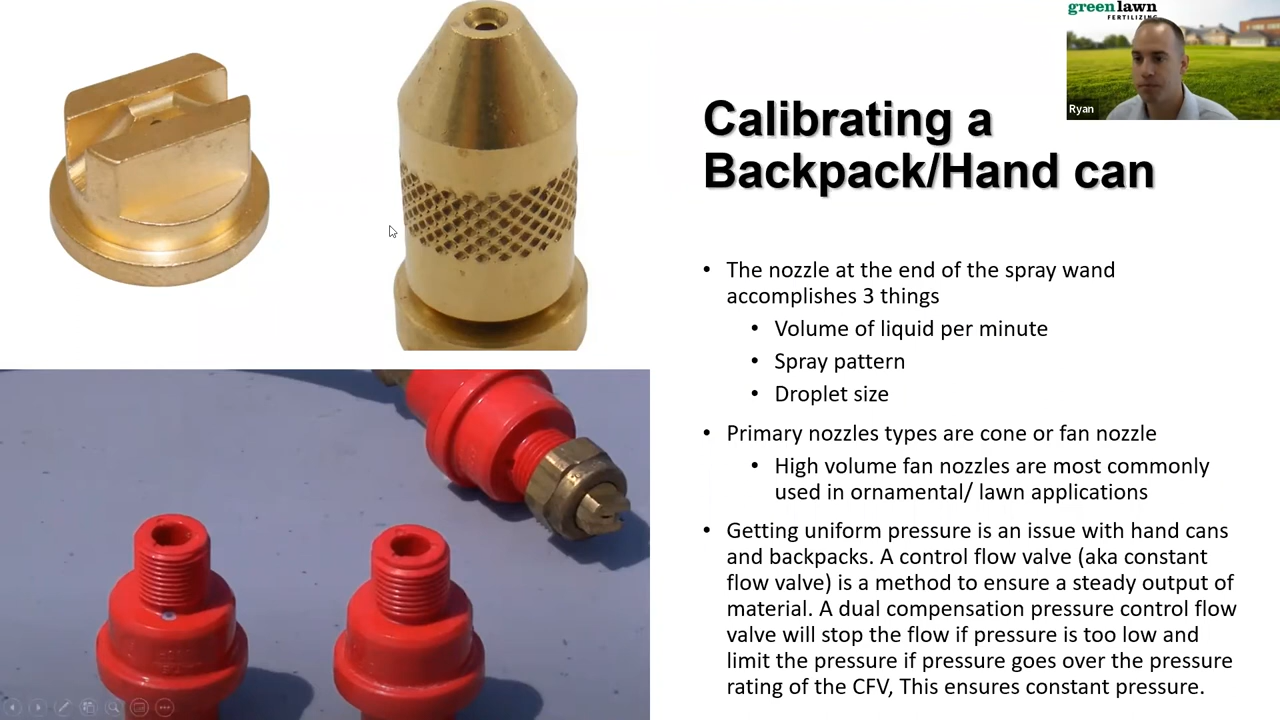 green lawn
FERTILIZING
Ryan
Calibrating a
Backpack/Hand can
• The nozzle at the end of the spray wand
accomplishes 3 things
• Volume of liquid per minute
• Spray pattern
• Droplet size
• Primary nozzles types are cone or fan nozzle
• High volume fan nozzles are most commonly
used in ornamental/ lawn applications
• Getting uniform pressure is an issue with hand cans
and backpacks. A control flow valve (aka constant
flow valve) is a method to ensure a steady output of
material. A dual compensation pressure control flow
valve will stop the flow if pressure is too low and
limit the pressure if pressure goes over the pressure
rating of the CFV, This ensures constant pressure.